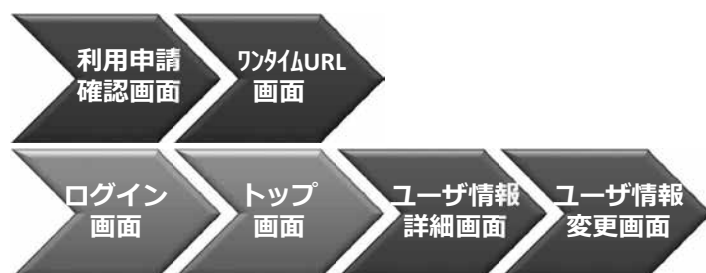 利用申請
確認画面
ﾜﾝﾀｲﾑURL
画面
ログイン
画面
トップ
画面
ユーザ情報
詳細画面
ユーザ情報
変更画面